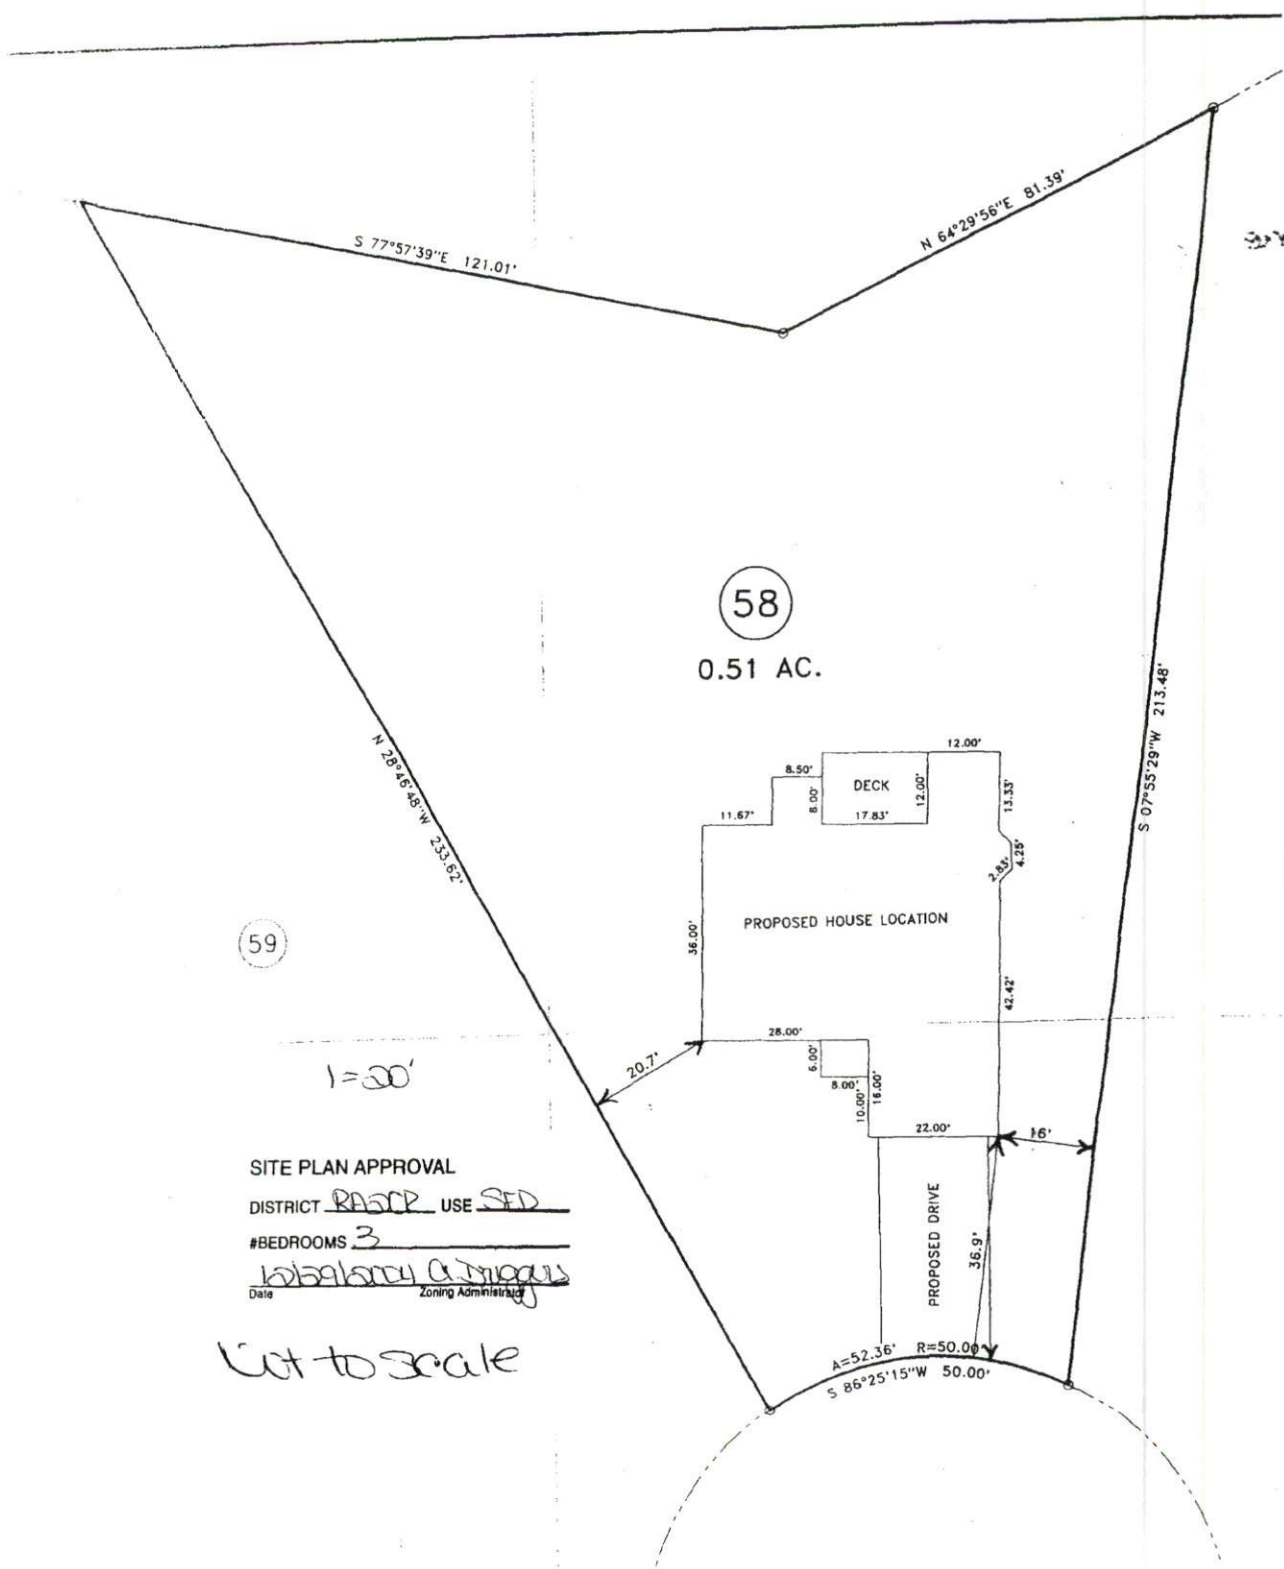 S 77°57'39"E 121.01'
N 64°29'56"E 81.39'
58
0.51 AC.
S 07°55'29"W 213.48'
N 28°46'48"W 233.62'
12.00'
8.50'
DECK
8.00'
12.00'
13.33'
11.67'
17.83'
4.25'
2.83'
PROPOSED HOUSE LOCATION
36.00'
59
42.42'
28.00'
20.7'
6.00'
8.00'
10.00'
16.00'
1=20'
22.00'
16'
SITE PLAN APPROVAL
DISTRICT RA20R USE SFD
#BEDROOMS 3
Date Zoning Administrator
PROPOSED DRIVE
36.9'
Not to scale
A=52.36' R=50.00'
S 86°25'15"W 50.00'